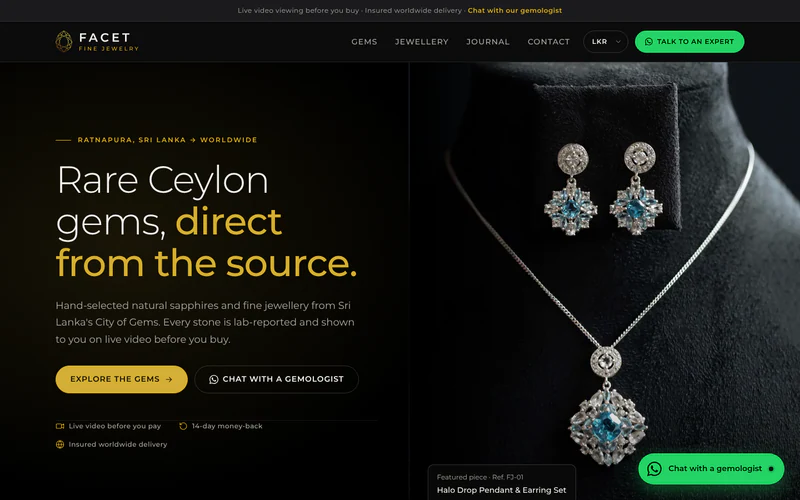 Live video viewing before you buy · Insured worldwide delivery · Chat with our gemologist
FACET
FINE JEWELRY
GEMS
JEWELLERY
JOURNAL
CONTACT
LKR
TALK TO AN EXPERT
RATNAPURA, SRI LANKA → WORLDWIDE
Rare Ceylon
gems, direct
from the source.
Hand-selected natural sapphires and fine jewellery from Sri
Lanka's City of Gems. Every stone is lab-reported and shown
to you on live video before you buy.
EXPLORE THE GEMS →
CHAT WITH A GEMOLOGIST
Live video before you pay
14-day money-back
Insured worldwide delivery
Featured piece · Ref. FJ-01
Halo Drop Pendant & Earring Set
Chat with a gemologist